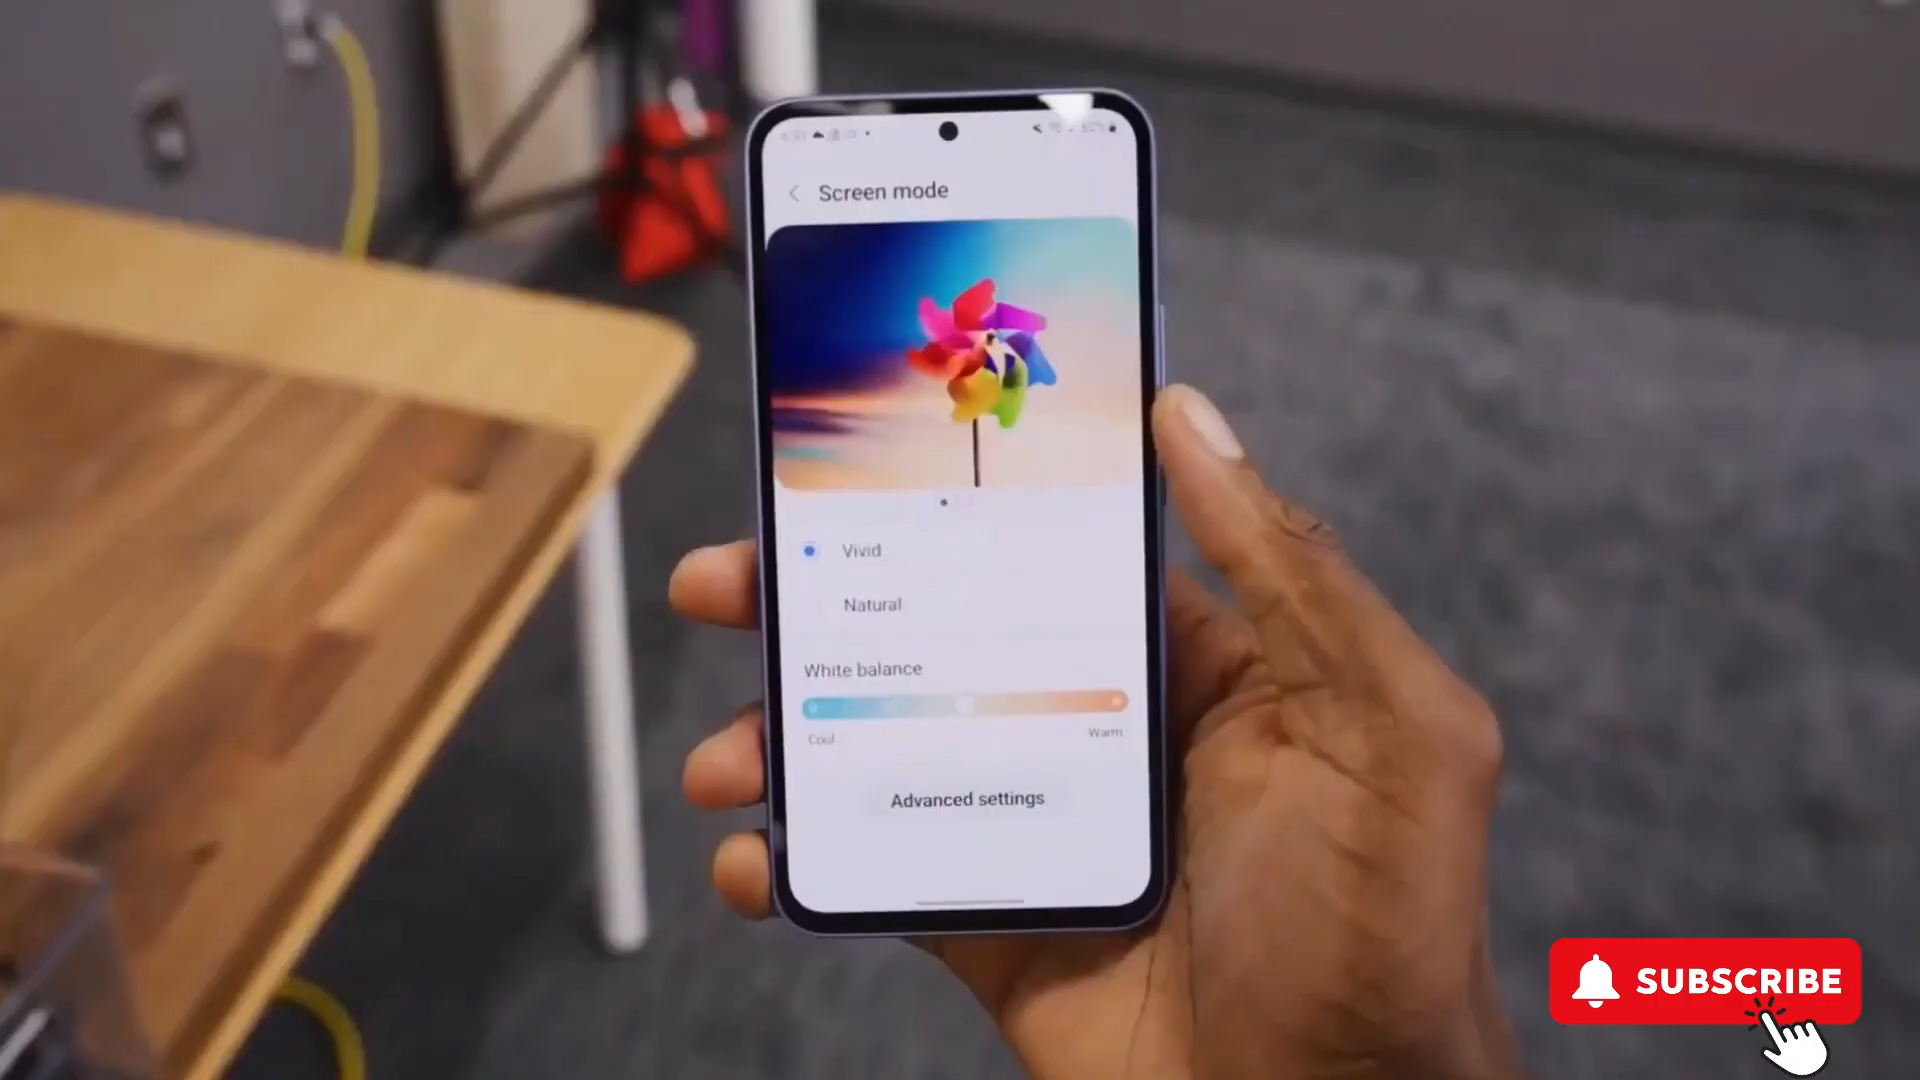 Screen mode
Vivid
Natural
White balance
Cool
Warm
Advanced settings
SUBSCRIBE